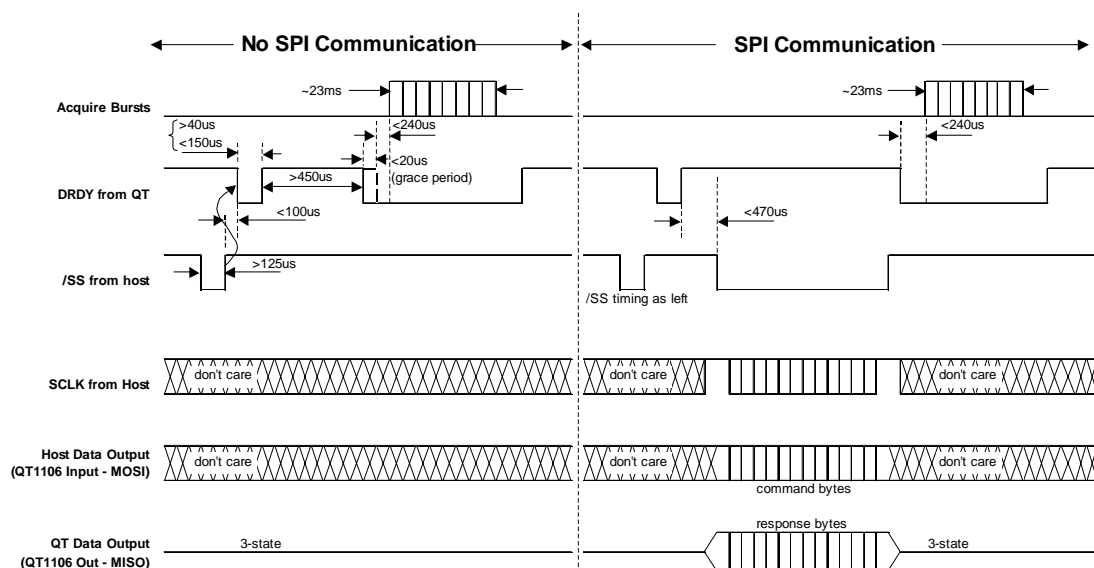 No SPI Communication
SPI Communication
Acquire Bursts
~23ms
~23ms
>40us
<150us
<240us
<240us
<20us
(grace period)
DRDY from QT
>450us
<100us
<470us
/SS from host
>125us
/SS timing as left
SCLK from Host
don't care
don't care
don't care
Host Data Output
(QT1106 Input - MOSI)
don't care
don't care
don't care
command bytes
QT Data Output
(QT1106 Out - MISO)
3-state
response bytes
3-state